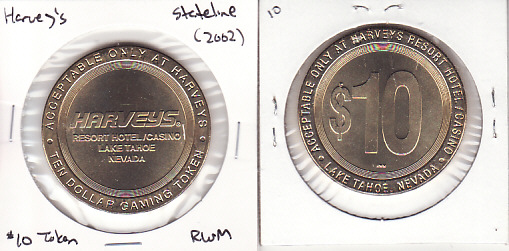 Harvey's
Stateline
(2002)
• ACCEPTABLE ONLY AT HARVEYS •
HARVEYS.
RESORT HOTEL/CASINO
LAKE TAHOE
NEVADA
TEN DOLLAR GAMING TOKEN
$10 Token
RWM
10
ACCEPTABLE ONLY AT HARVEYS RESORT HOTEL/CASINO
$10
• LAKE TAHOE, NEVADA •